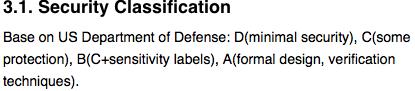 3.1. Security Classification
Base on US Department of Defense: D(minimal security), C(some
protection), B(C+sensitivity labels), A(formal design, verification
techniques).